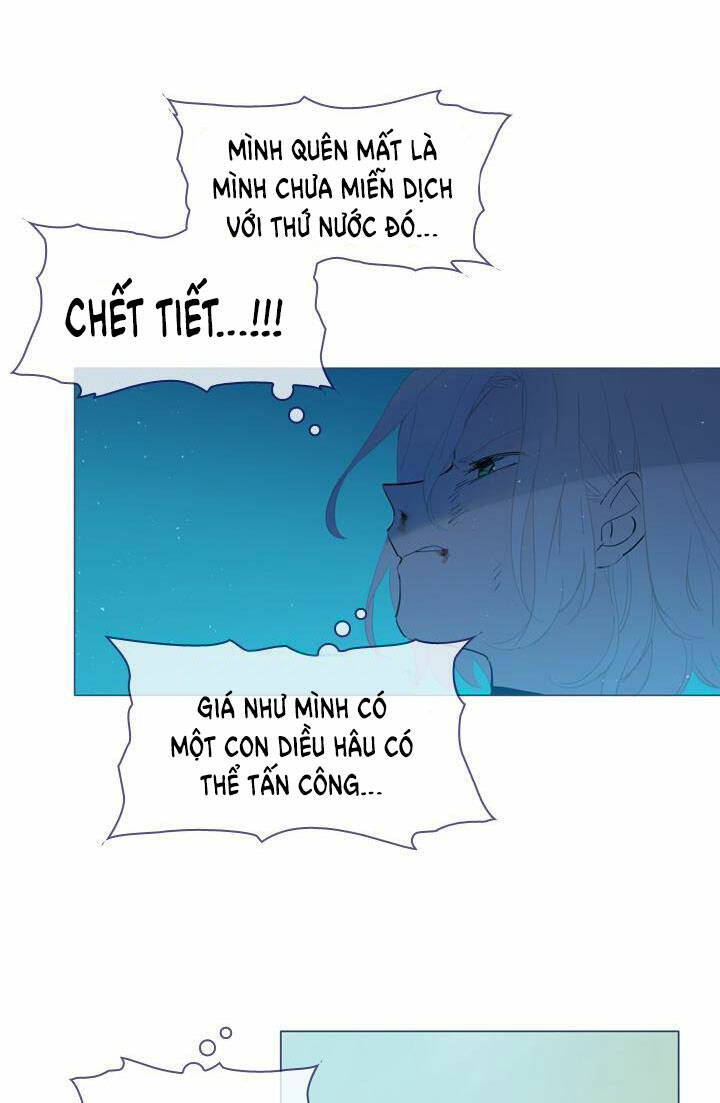 MÌNH QUÊN MẤT LÀ
MÌNH CHƯA MIỄN DỊCH
VỚI THỨ NƯỚC ĐÓ...
CHẾT TIẾT...!!!
GIÁ NHƯ MÌNH CÓ
MỘT CON DIỀU HÂU CÓ
THỂ TẤN CÔNG...